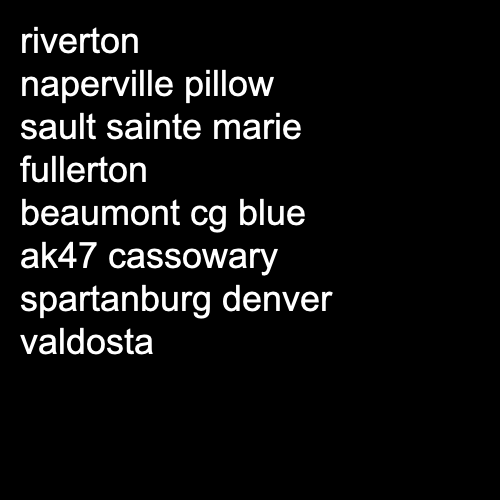 riverton
naperville pillow
sault sainte marie
fullerton
beaumont cg blue
ak47 cassowary
spartanburg denver
valdosta